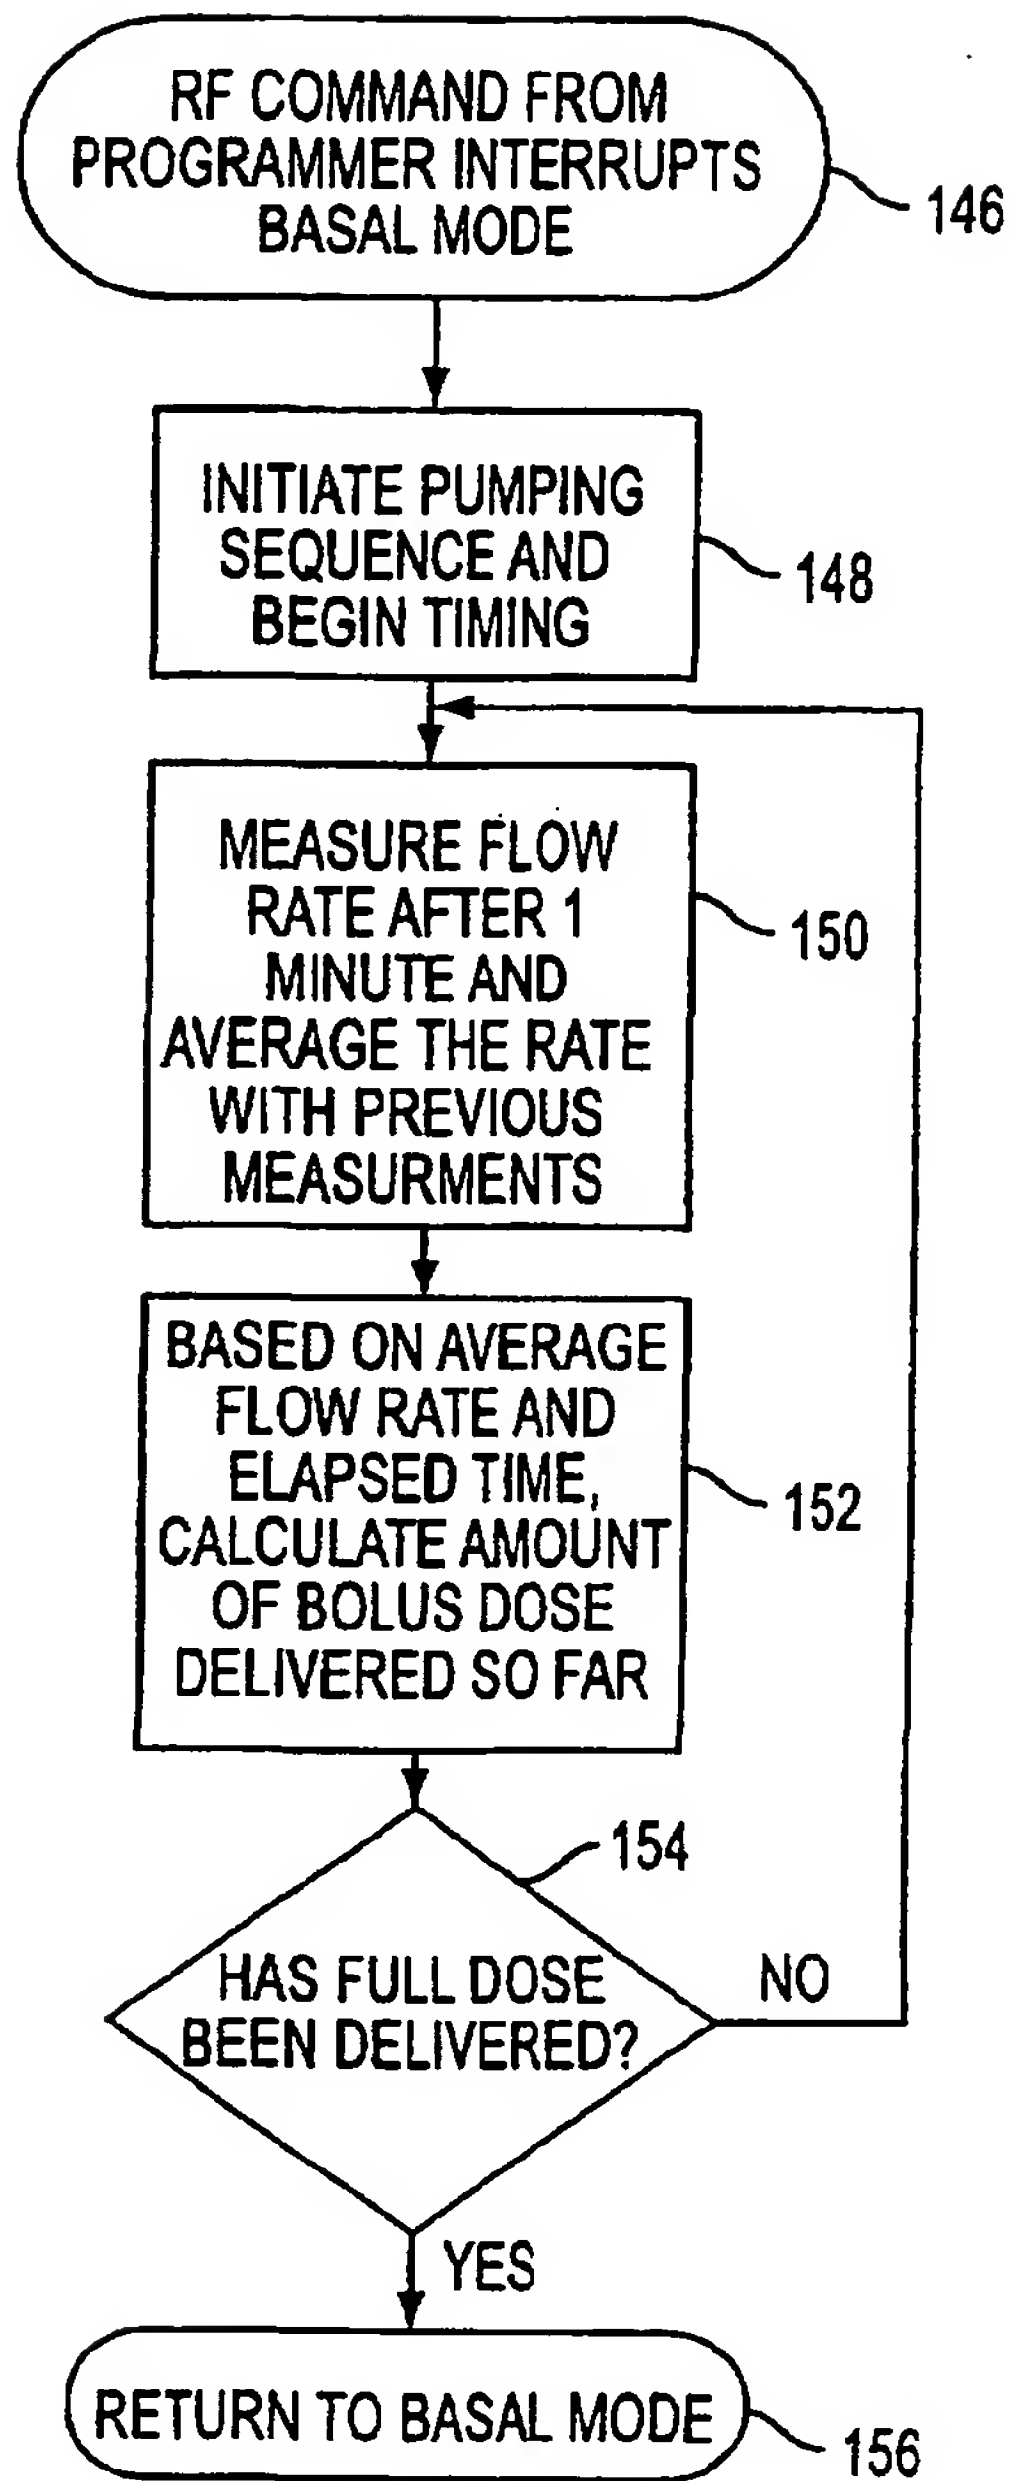 RF COMMAND FROM
PROGRAMMER INTERRUPTS
BASAL MODE
146
INITIATE PUMPING
SEQUENCE AND
BEGIN TIMING
148
MEASURE FLOW
RATE AFTER 1
MINUTE AND
AVERAGE THE RATE
WITH PREVIOUS
MEASURMENTS
150
BASED ON AVERAGE
FLOW RATE AND
ELAPSED TIME,
CALCULATE AMOUNT
OF BOLUS DOSE
DELIVERED SO FAR
152
154
HAS FULL DOSE
BEEN DELIVERED?
NO
YES
RETURN TO BASAL MODE
156